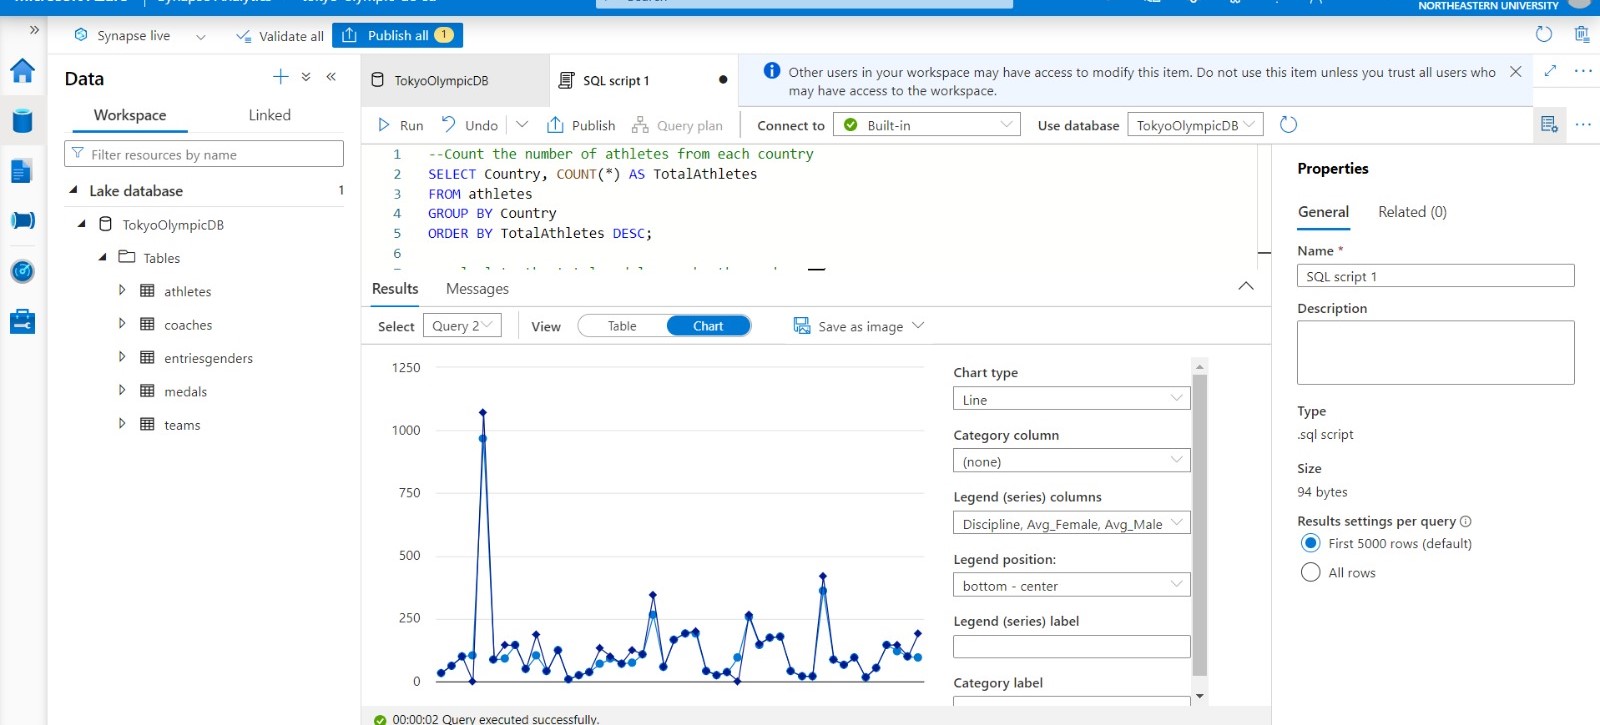 NORTHEASTERN UNIVERSITY
Synapse live
Validate all
Publish all 1
Data
Workspace
Linked
Filter resources by name
Lake database 1
TokyoOlympicDB
Tables
athletes
coaches
entriesgenders
medals
teams
TokyoOlympicDB
SQL script 1
Other users in your workspace may have access to modify this item. Do not use this item unless you trust all users who
may have access to the workspace.
Run
Undo
Publish
Query plan
Connect to
Built-in
Use database
TokyoOlympicDB
1 --Count the number of athletes from each country
2 SELECT Country, COUNT(*) AS TotalAthletes
3 FROM athletes
4 GROUP BY Country
5 ORDER BY TotalAthletes DESC;
6
Results
Messages
Select
Query 2
View
Table
Chart
Save as image
1250
1000
750
500
250
0
Chart type
Line
Category column
(none)
Legend (series) columns
Discipline, Avg_Female, Avg_Male
Legend position:
bottom - center
Legend (series) label
Category label
00:00:02 Query executed successfully.
Properties
General
Related (0)
Name *
SQL script 1
Description
Type
.sql script
Size
94 bytes
Results settings per query
First 5000 rows (default)
All rows